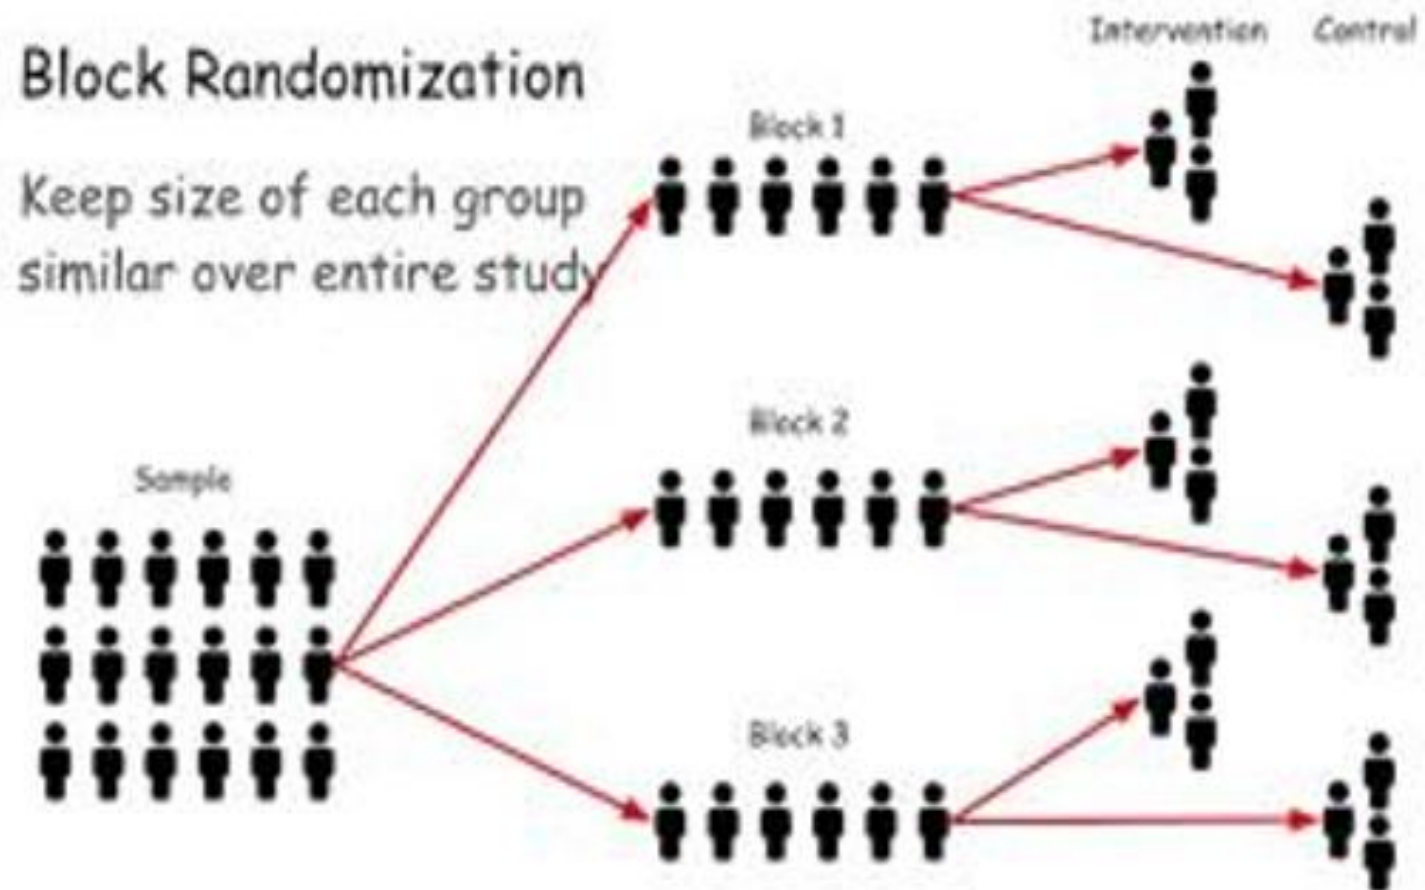 Block Randomization
Keep size of each group
similar over entire study
Sample
Block 1
Block 2
Block 3
Intervention
Control